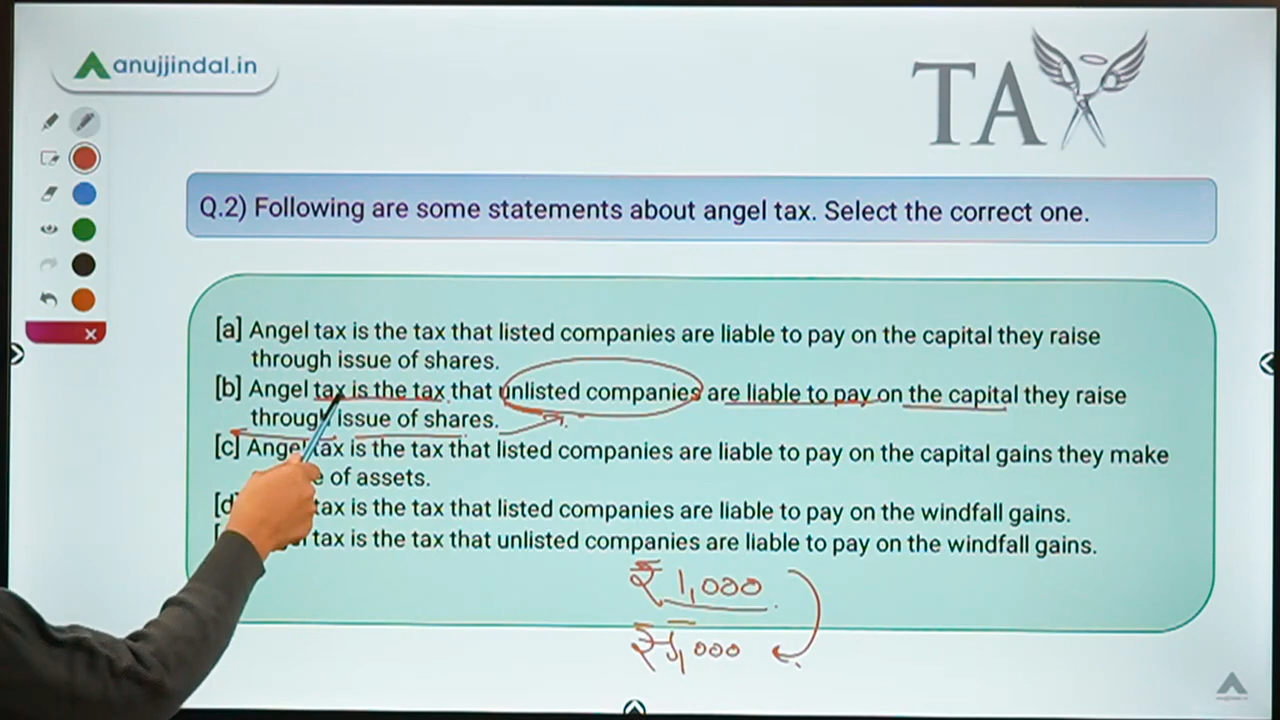 anujjindal.in
TAX
Q.2) Following are some statements about angel tax. Select the correct one.
[a] Angel tax is the tax that listed companies are liable to pay on the capital they raise
through issue of shares.
[b] Angel tax is the tax that unlisted companies are liable to pay on the capital they raise
through issue of shares.
[c] Angel tax is the tax that listed companies are liable to pay on the capital gains they make
of assets.
[d] tax is the tax that listed companies are liable to pay on the windfall gains.
tax is the tax that unlisted companies are liable to pay on the windfall gains.
₹ 1,000
₹ 5,000